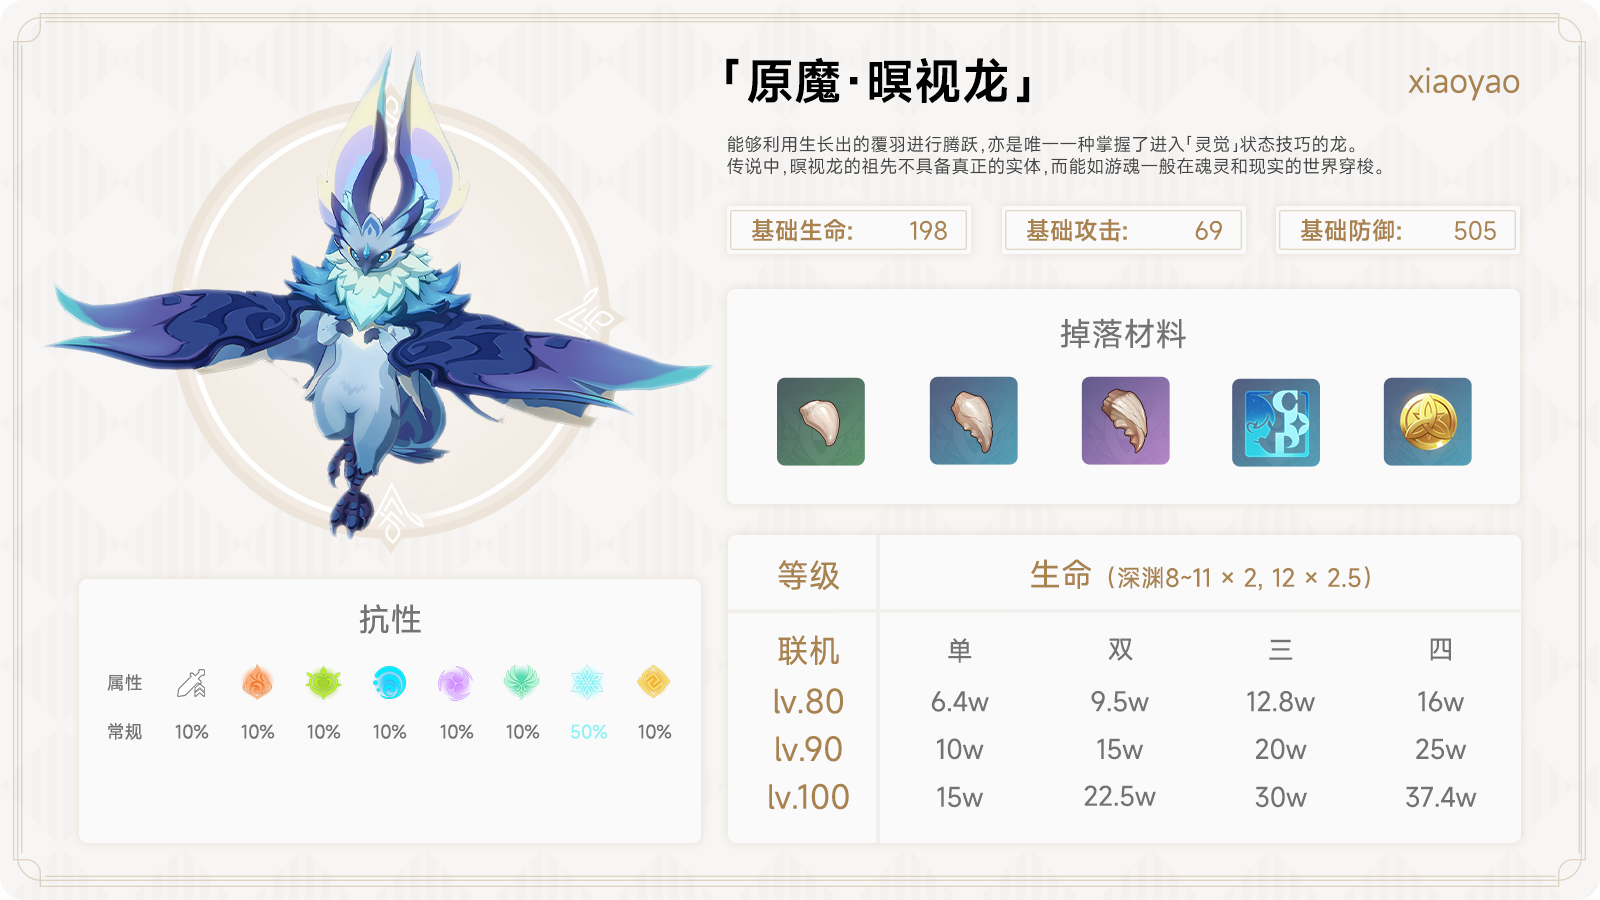 「原魔·暝视龙」
xiaoyao
能够利用生长出的覆羽进行腾跃,亦是唯一一种掌握了进入「灵觉」状态技巧的龙。
传说中,暝视龙的祖先不具备真正的实体,而能如游魂一般在魂灵和现实的世界穿梭。
基础生命: 198 基础攻击: 69 基础防御: 505
掉落材料
抗性
属性
常规 10% 10% 10% 10% 10% 10% 50% 10%
等级 生命 (深渊8~11 × 2, 12 × 2.5)
联机 单 双 三 四
lv.80 6.4w 9.5w 12.8w 16w
lv.90 10w 15w 20w 25w
lv.100 15w 22.5w 30w 37.4w